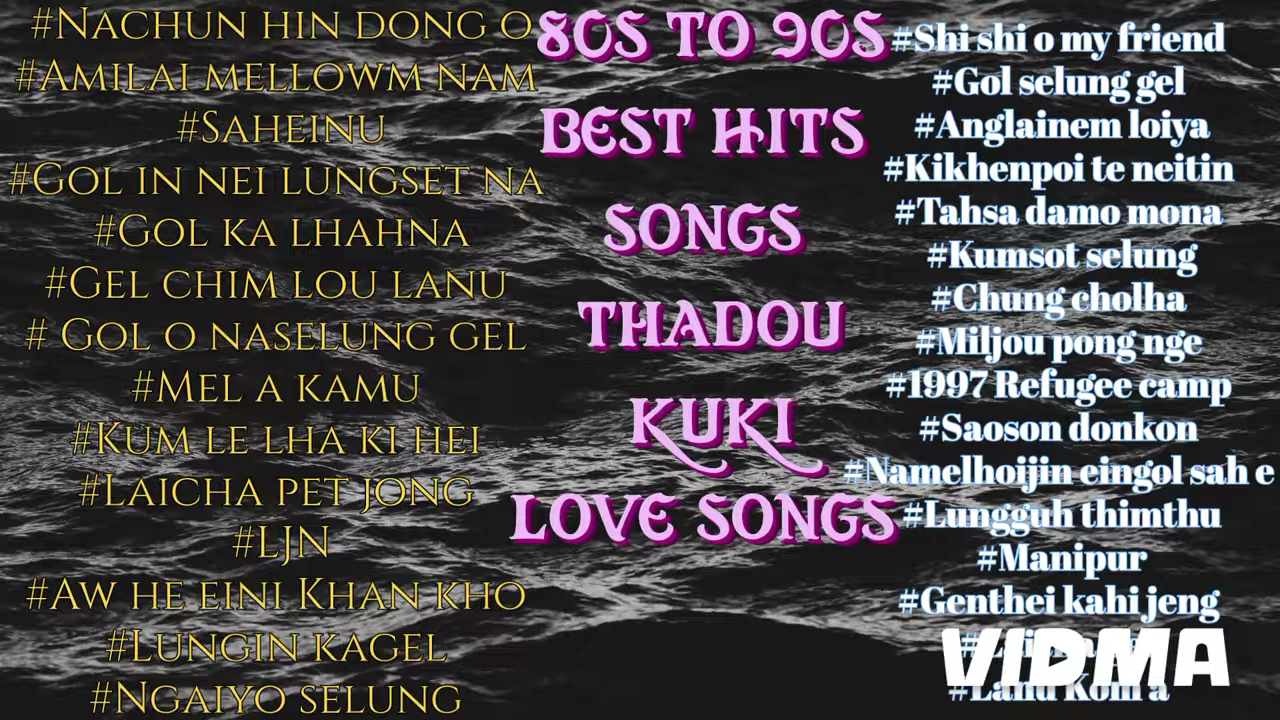 #Nachun hin dong o
#Amilai mellowm nam
#Saheinu
#Gol in nei lungset na
#Gol ka lhahna
#Gel chim lou lanu
# Gol o naselung gel
#Mel a kamu
#Kum le lha ki hei
#Laicha pet jong
#LJN
#Aw he eini Khan kho
#Lungin kagel
#Ngaiyo selung
80s to 90s
Best Hits
Songs
Thadou
Kuki
Love Songs
#Shi shi o my friend
#Gol selung gel
#Anglainem loiya
#Kikhenpoi te neitin
#Tahsa damo mona
#Kumsot selung
#Chung cholha
#Miljou pong nge
#1997 Refugee camp
#Saoson donkon
#Namelhoijin eingol sah e
#Lungguh thimthu
#Manipur
#Genthei kahi jeng
#Lanu Kom a
VIDMA